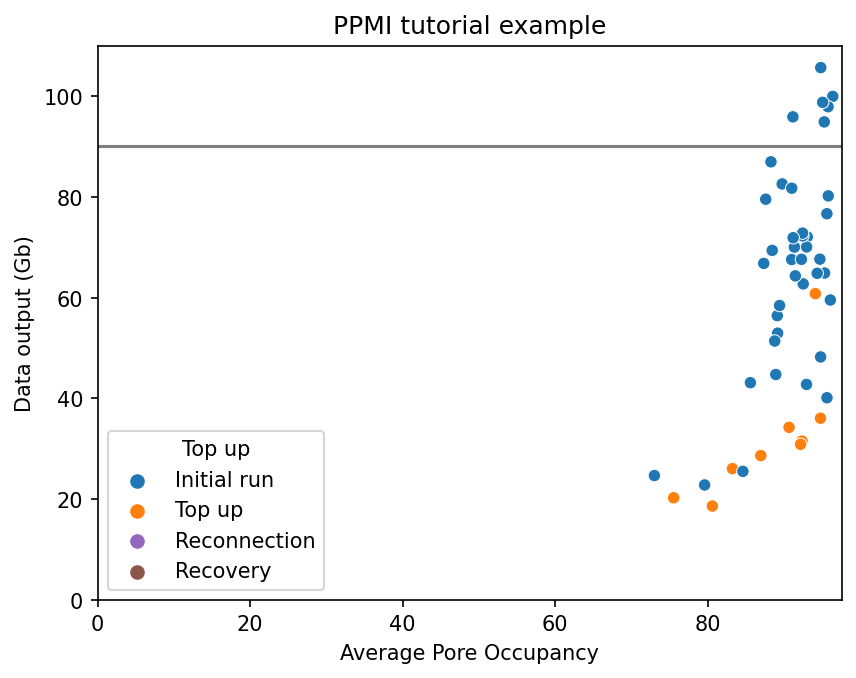 PPMI tutorial example
Data output (Gb)
100
80
60
40
20
0
Top up
Initial run
Top up
Reconnection
Recovery
0 20 40 60 80
Average Pore Occupancy